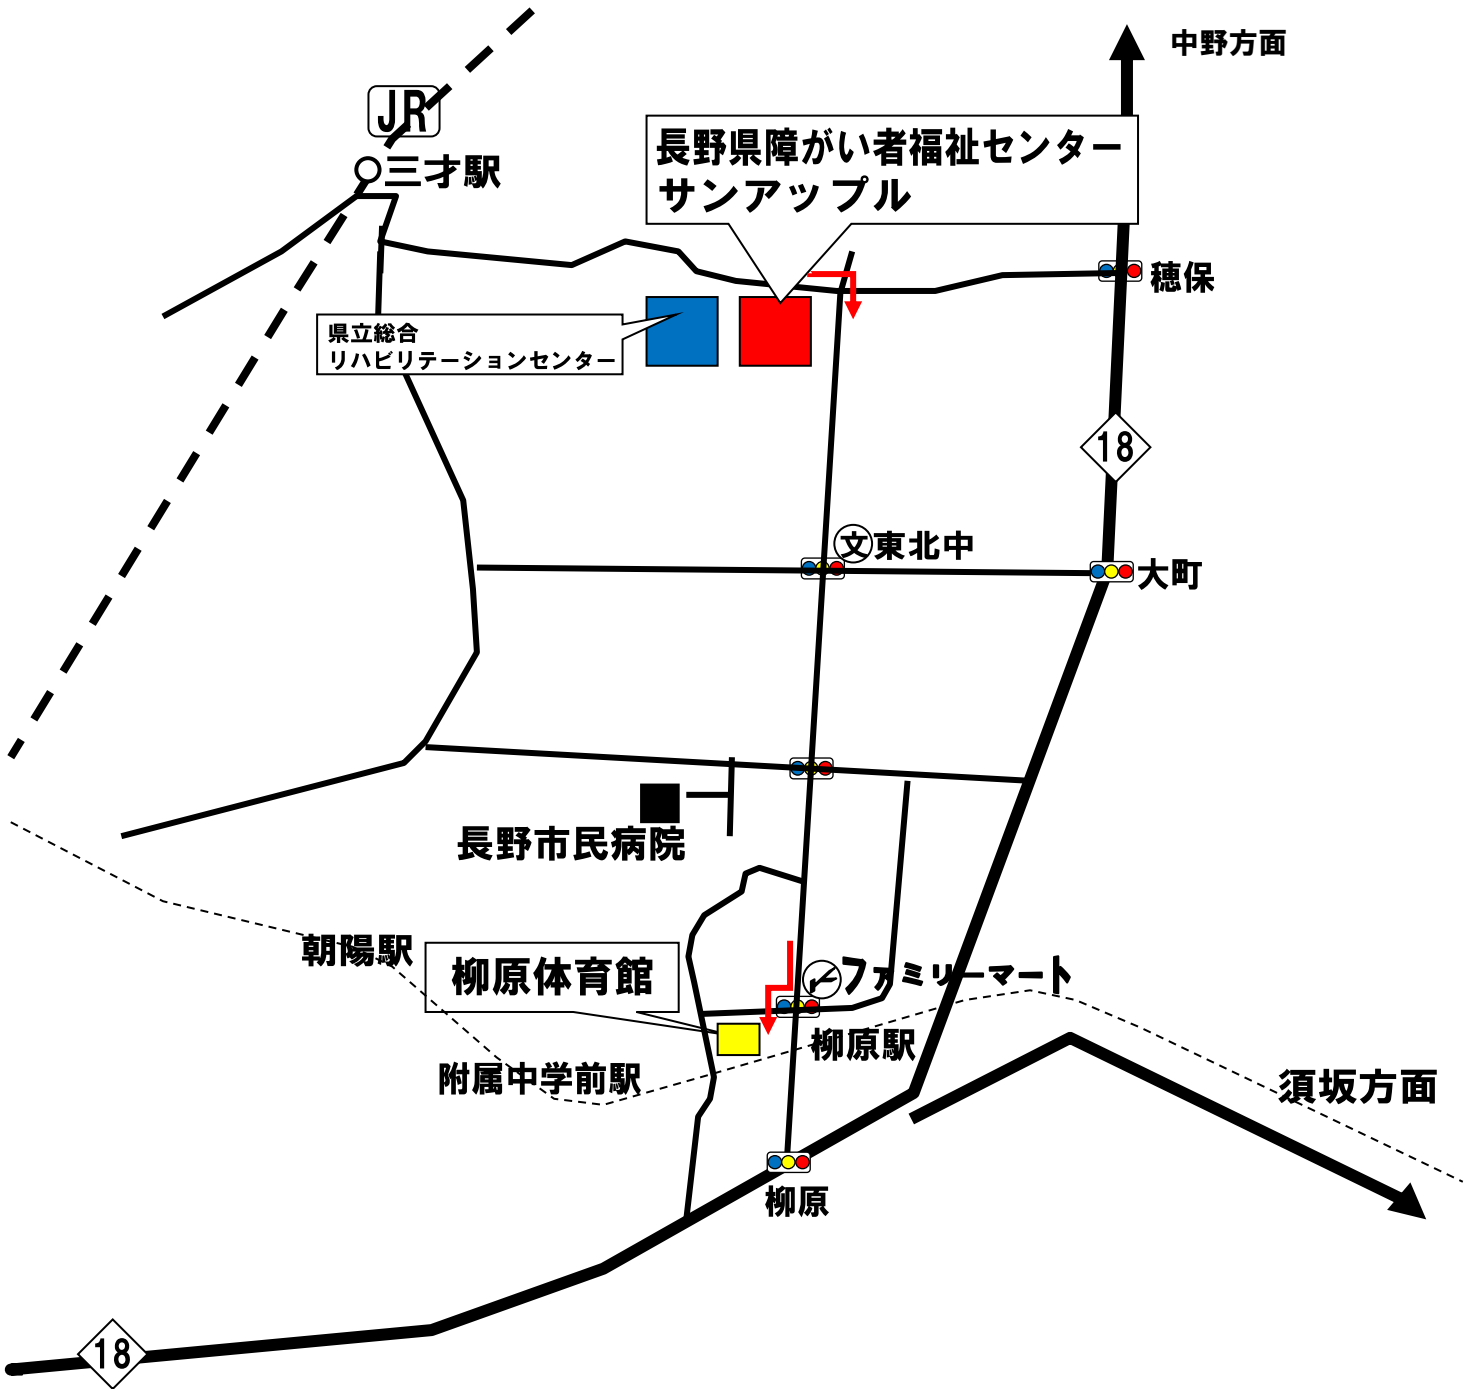 中野方面
JR
三才駅
長野県障がい者福祉センター
サンアップル
穂保
県立総合
リハビリテーションセンター
18
文
東北中
大町
長野市民病院
朝陽駅
柳原体育館
ファミリーマート
柳原駅
附属中学前駅
須坂方面
柳原
18